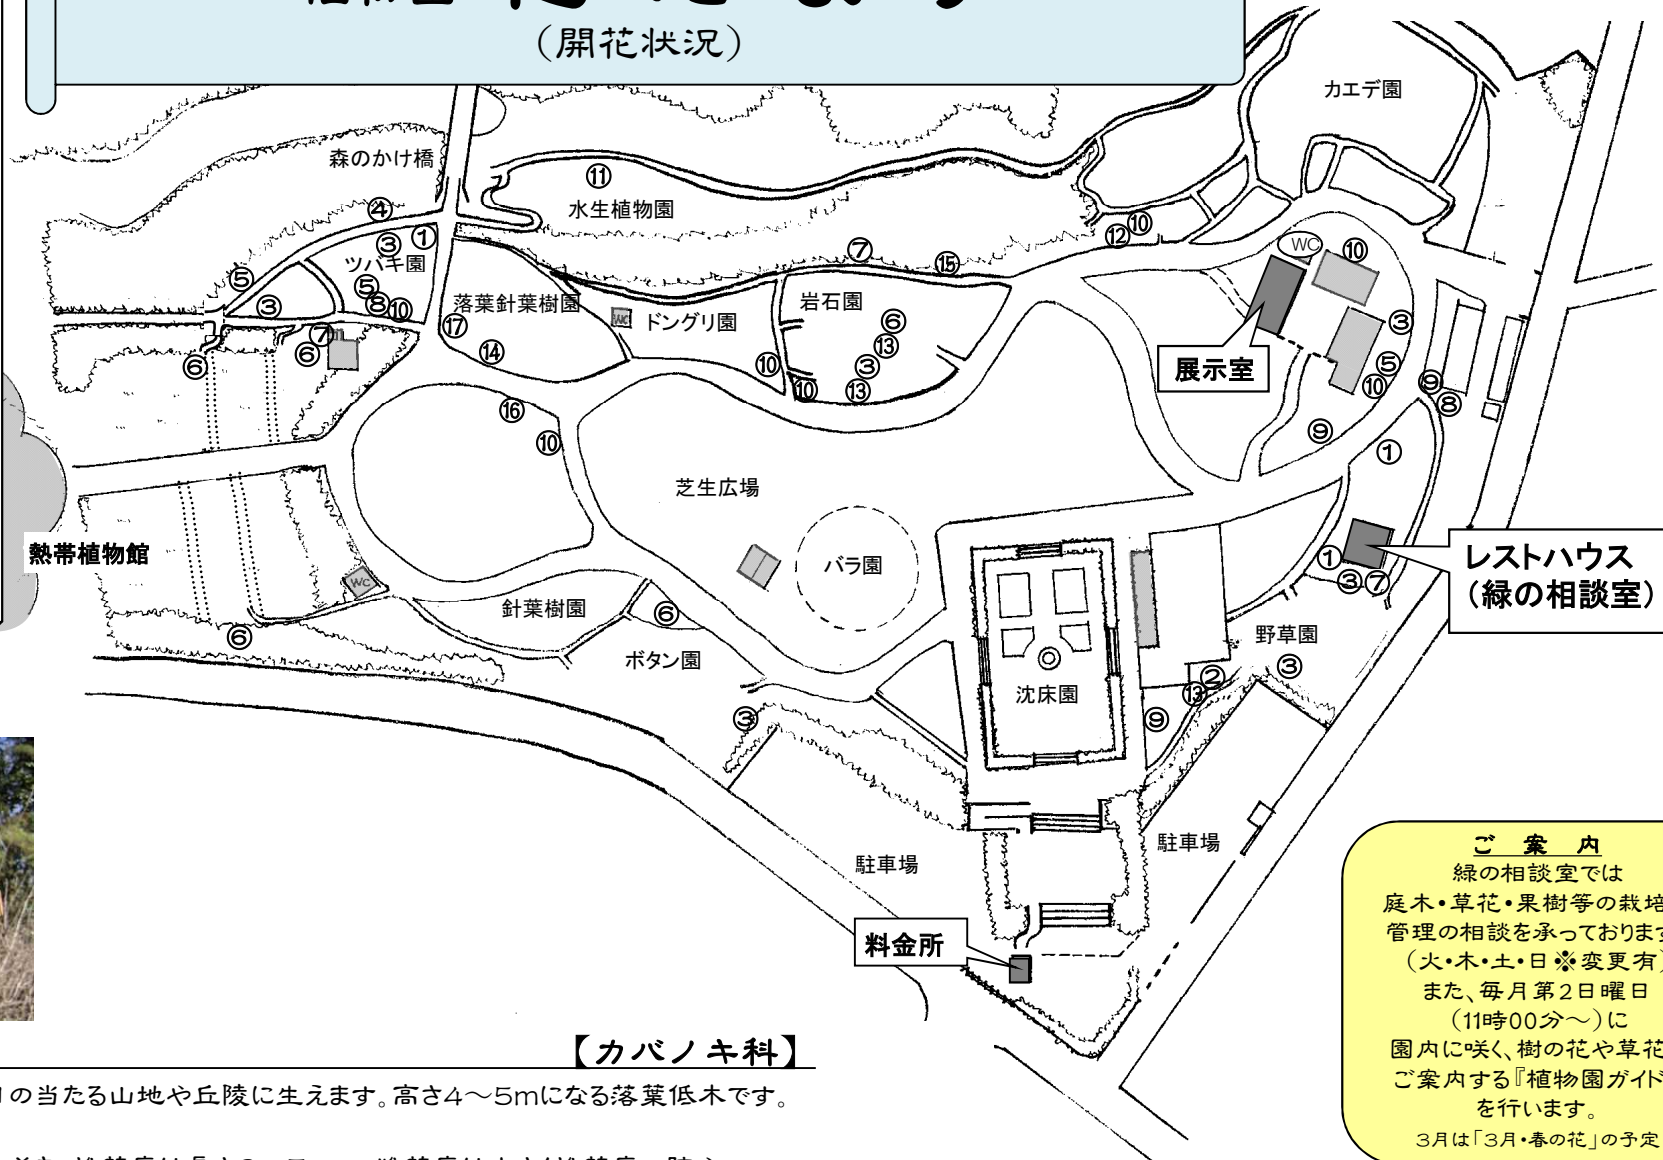 (開花状況)
カエデ園
森のかけ橋
⑪
水生植物園
④
③
①
⑩
⑫
⑦
⑮
WC
⑩
ツバキ園
⑤
③
⑤
⑧
⑩
落葉針葉樹園
WC
ドングリ園
岩石園
⑥
⑬
③
⑬
⑩
⑩
⑰
⑭
⑦
⑥
⑥
展示室
③
⑤
⑩
⑨
⑧
⑨
①
⑯
⑩
芝生広場
バラ園
熱帯植物館
WC
①
③
⑦
レストハウス
(緑の相談室)
針葉樹園
⑥
⑥
ボタン園
野草園
③
②
⑬
⑨
沈床園
③
駐車場
駐車場
料金所
ご 案 内
緑の相談室では
庭木・草花・果樹等の栽培
管理の相談を承っております
(火・木・土・日※変更有)
また、毎月第2日曜日
(11時00分～)に
園内に咲く、樹の花や草花
ご案内する『植物園ガイド
を行います。
3月は「3月・春の花」の予定
【カバノキ科】
の当たる山地や丘陵に生えます。高さ4～5mになる落葉低木です。